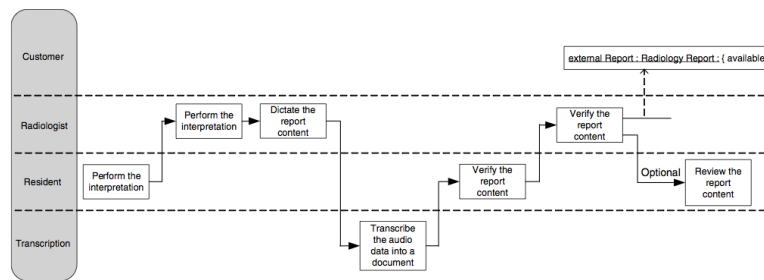 Customer
external Report : Radiology Report : { available
Radiologist
Perform the
interpretation
Dictate the
report
content
Verify the
report
content
Resident
Perform the
interpretation
Verify the
report
content
Optional
Review the
report
content
Transcription
Transcribe
the audio
data into a
document